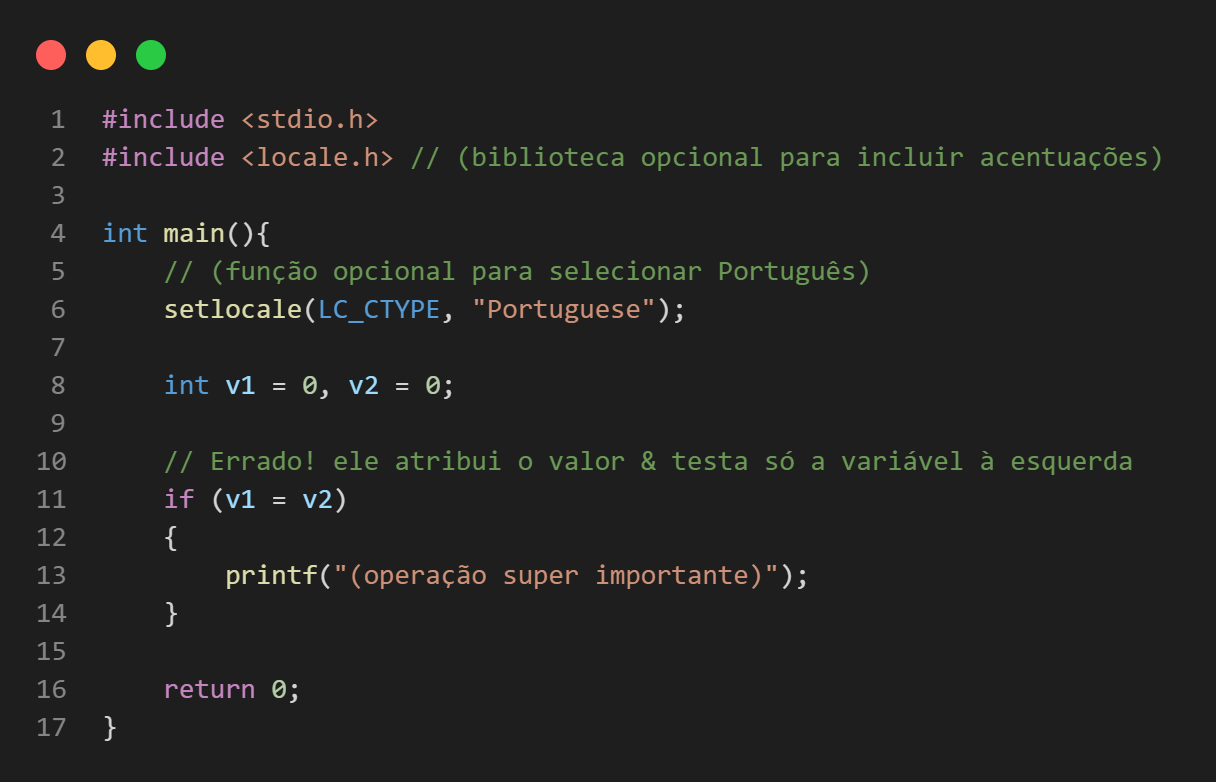 1 #include <stdio.h>
2 #include <locale.h> // (biblioteca opcional para incluir acentuações)
3
4 int main(){
5     // (função opcional para selecionar Português)
6     setlocale(LC_CTYPE, "Portuguese");
7
8     int v1 = 0, v2 = 0;
9
10     // Errado! ele atribui o valor & testa só a variável à esquerda
11     if (v1 = v2)
12     {
13         printf("(operação super importante)");
14     }
15
16     return 0;
17 }